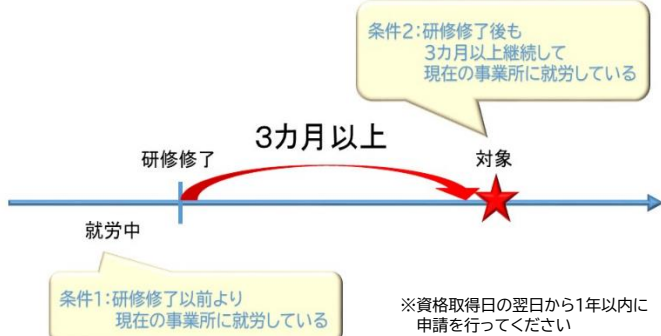 条件2:研修修了後も
3カ月以上継続して
現在の事業所に就労している
3カ月以上
研修修了
対象
就労中
条件1:研修修了以前より
現在の事業所に就労している
※資格取得日の翌日から1年以内に
申請を行ってください